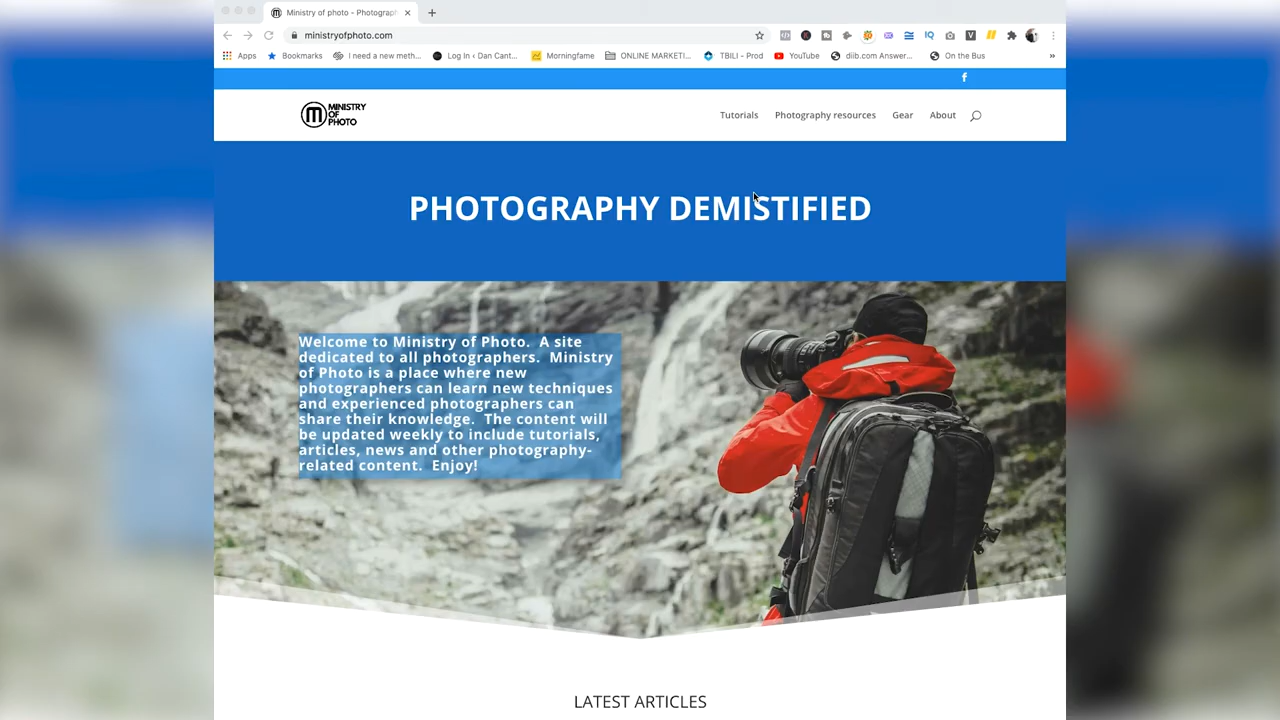 Ministry of photo - Photograp
ministryofphoto.com
Apps
Bookmarks
I need a new meth...
Log In ‹ Dan Cant...
Morningfame
ONLINE MARKETI...
TBILI - Prod
YouTube
diib.com Answer...
On the Bus
»
f
M MINISTRY
OF
PHOTO
Tutorials
Photography resources
Gear
About
PHOTOGRAPHY DEMISTIFIED
Welcome to Ministry of Photo. A site
dedicated to all photographers. Ministry
of Photo is a place where new
photographers can learn new techniques
and experienced photographers can
share their knowledge. The content will
be updated weekly to include tutorials,
articles, news and other photography-
related content. Enjoy!
LATEST ARTICLES